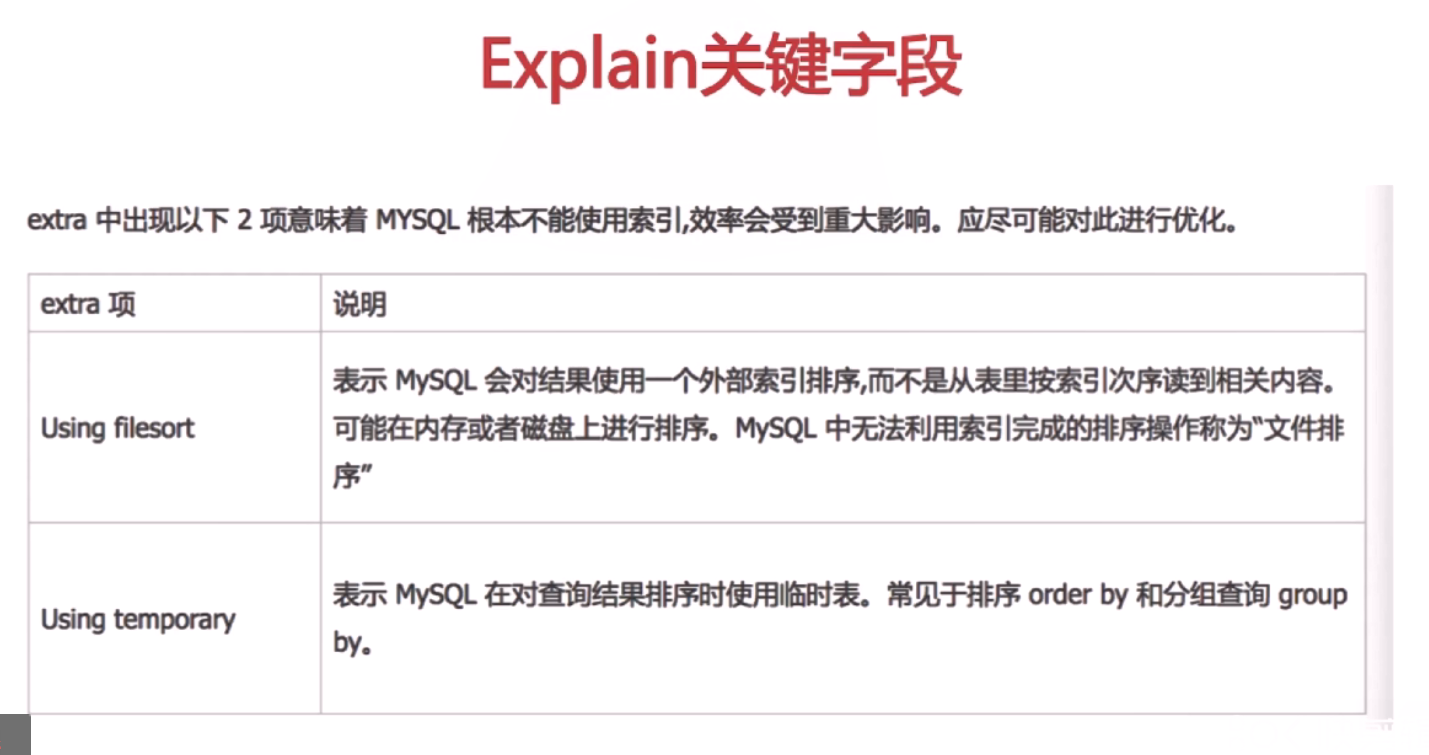 Explain关键字段
extra 中出现以下 2 项意味着 MYSQL 根本不能使用索引,效率会受到重大影响。应尽可能对此进行优化。
extra 项
说明
Using filesort
表示 MySQL 会对结果使用一个外部索引排序,而不是从表里按索引次序读到相关内容。
可能在内存或者磁盘上进行排序。MySQL 中无法利用索引完成的排序操作称为“文件排
序”
Using temporary
表示 MySQL 在对查询结果排序时使用临时表。常见于排序 order by 和分组查询 group
by。